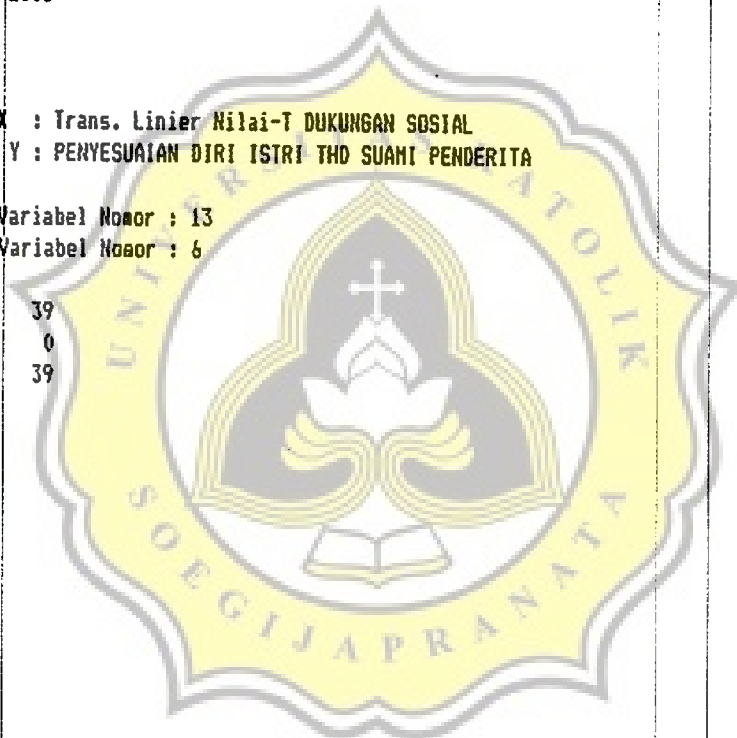 X : Trans. Linier Nilai-T DUKUNGAN SOSIAL
Y : PENYESUAIAN DIRI ISTRI THD SUAMI PENDERITA
Variabel Nomor : 13
Variabel Nomor : 6
39
0
39
UNIVERSITAS KATOLIK
SOEGIJAPRANATA